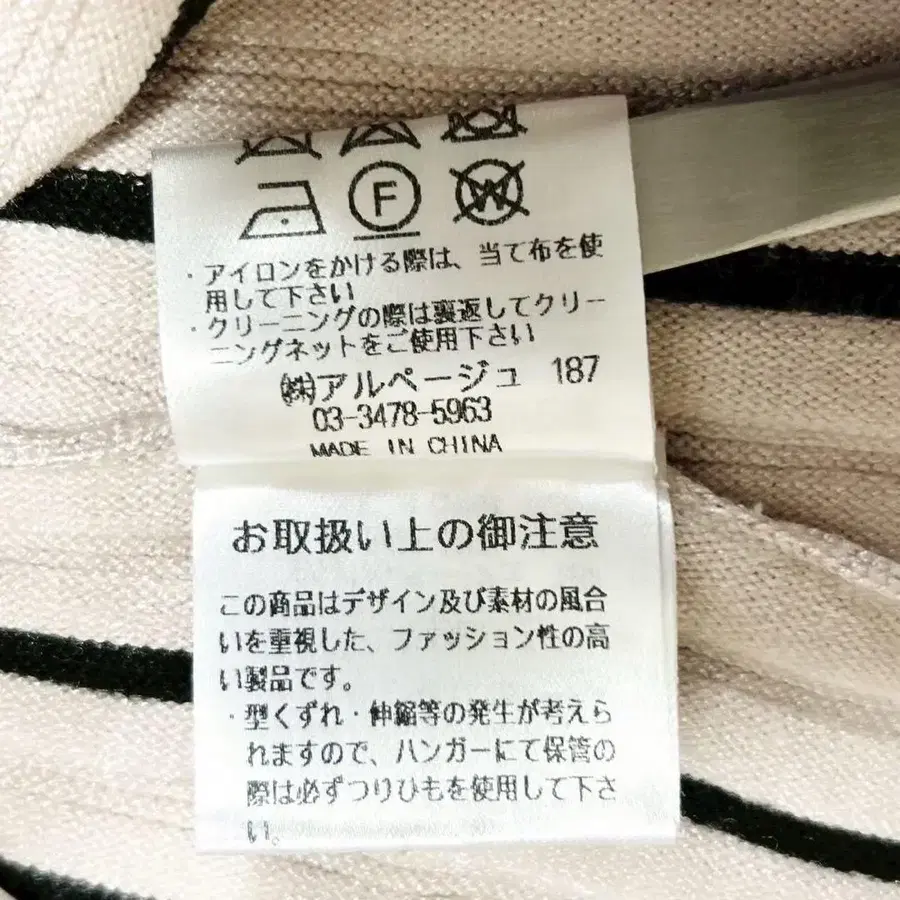 F W
・アイロンをかける際は、当て布を使
用して下さい
・クリーニングの際は裏返してクリー
ニングネットをご使用下さい
㈱アルページュ 187
03-3478-5963
MADE IN CHINA
お取扱い上の御注意
この商品はデザイン及び素材の風合
いを重視した、ファッション性の高
い製品です。
・型くずれ・伸縮等の発生が考えら
れますので、ハンガーにて保管の
際は必ずつりひもを使用して下さ
い。